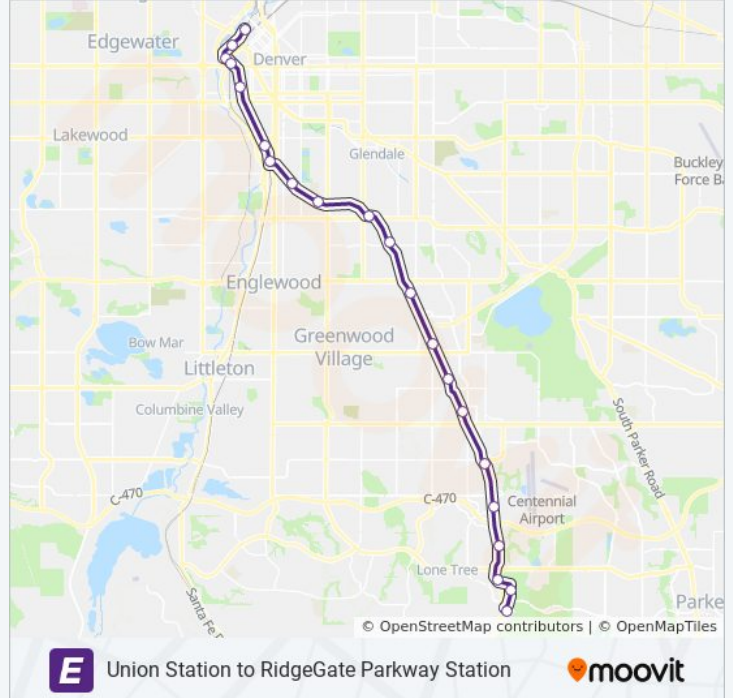 Edgewater
Denver
Lakewood
Glendale
Buckley
Force B
Englewood
Greenwood
Village
Bow Mar
Littleton
Columbine Valley
South Parker Road
C-470
C-470
Centennial
Airport
Lone Tree
Santa Fe
Parke
© OpenStreetMap contributors | © OpenMapTiles
E Union Station to RidgeGate Parkway Station moovit